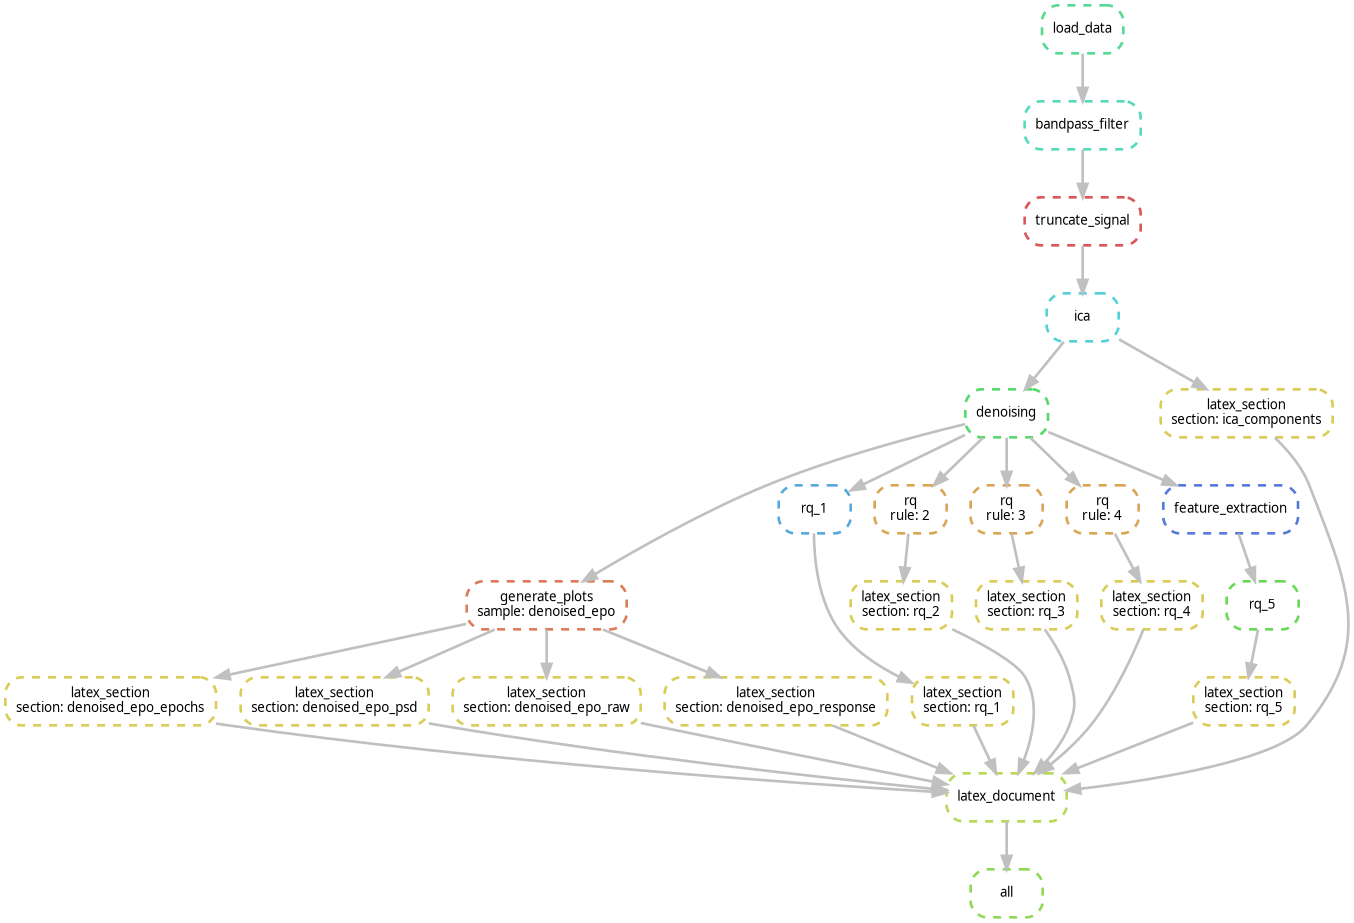 load_data
bandpass_filter
truncate_signal
ica
denoising
latex_section
section: ica_components
rq_1
rq
rule: 2
rq
rule: 3
rq
rule: 4
feature_extraction
generate_plots
sample: denoised_epo
latex_section
section: rq_2
latex_section
section: rq_3
latex_section
section: rq_4
rq_5
latex_section
section: denoised_epo_epochs
latex_section
section: denoised_epo_psd
latex_section
section: denoised_epo_raw
latex_section
section: denoised_epo_response
latex_section
section: rq_1
latex_section
section: rq_5
latex_document
all